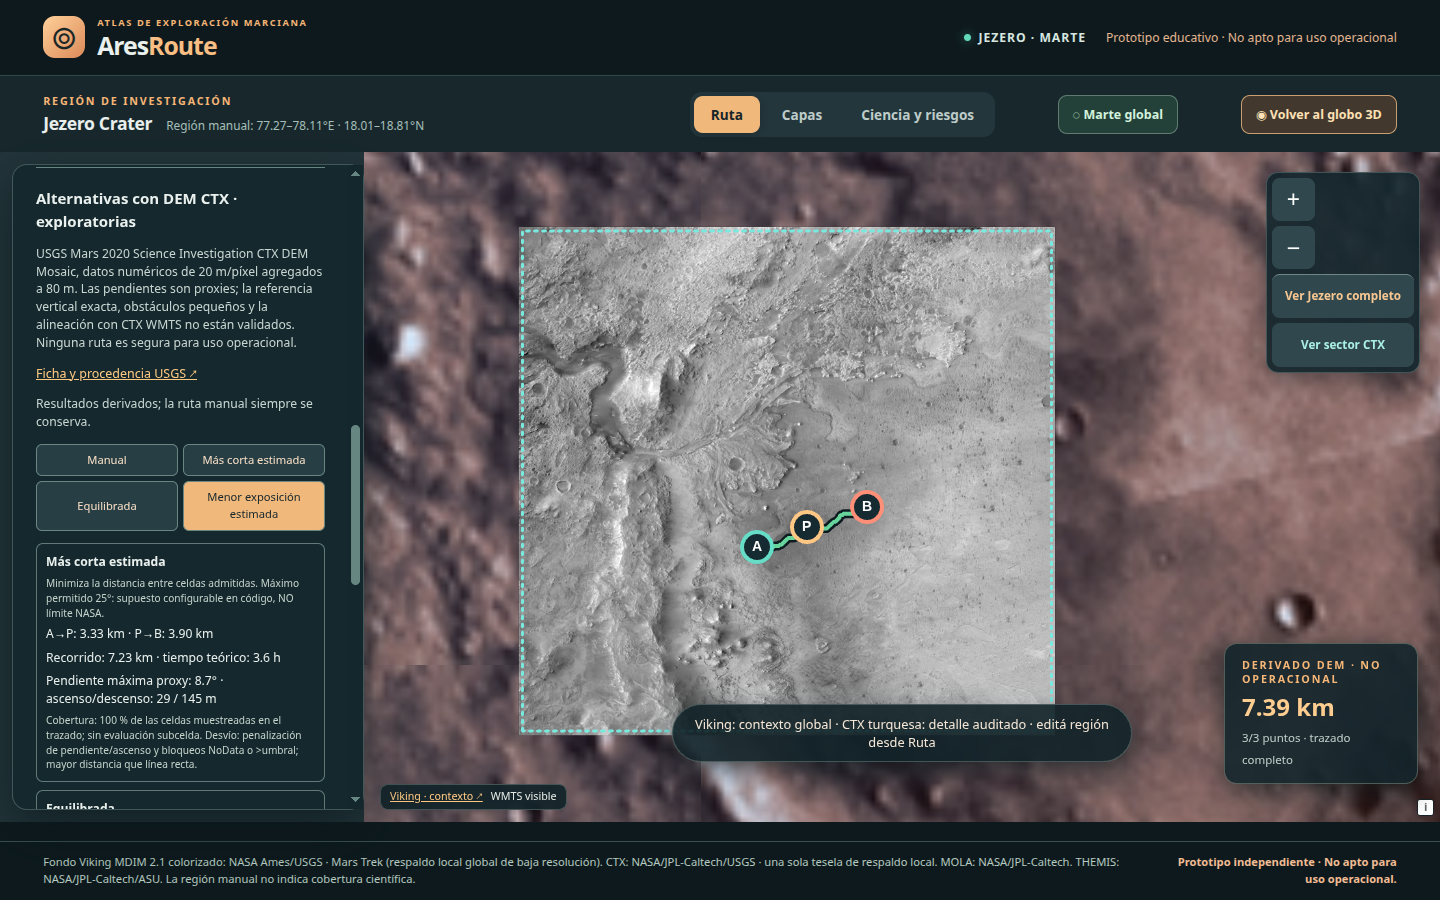 ATLAS DE EXPLORACIÓN MARCIANA
AresRoute
JEZERO · MARTE
Prototipo educativo · No apto para uso operacional
REGIÓN DE INVESTIGACIÓN
Jezero Crater
Región manual: 77.27–78.11°E · 18.01–18.81°N
Ruta
Capas
Ciencia y riesgos
○ Marte global
◉ Volver al globo 3D
Alternativas con DEM CTX ·
exploratorias
USGS Mars 2020 Science Investigation CTX DEM
Mosaic, datos numéricos de 20 m/píxel agregados
a 80 m. Las pendientes son proxies; la referencia
vertical exacta, obstáculos pequeños y la
alineación con CTX WMTS no están validados.
Ninguna ruta es segura para uso operacional.
Ficha y procedencia USGS ↗
Resultados derivados; la ruta manual siempre se
conserva.
Manual
Más corta estimada
Equilibrada
Menor exposición
estimada
Más corta estimada
Minimiza la distancia entre celdas admitidas. Máximo
permitido 25°: supuesto configurable en código, NO
límite NASA.
A→P: 3.33 km · P→B: 3.90 km
Recorrido: 7.23 km · tiempo teórico: 3.6 h
Pendiente máxima proxy: 8.7° ·
ascenso/descenso: 29 / 145 m
Cobertura: 100 % de las celdas muestreadas en el
trazado; sin evaluación subcelda. Desvío: penalización
de pendiente/ascenso y bloqueos NoData o >umbral;
mayor distancia que línea recta.
Equilibrada
+
−
Ver Jezero completo
Ver sector CTX
A
P
B
Viking: contexto global · CTX turquesa: detalle auditado · editá región
desde Ruta
DERIVADO DEM · NO
OPERACIONAL
7.39 km
3/3 puntos · trazado
completo
Viking · contexto ↗ WMTS visible
i
Fondo Viking MDIM 2.1 colorizado: NASA Ames/USGS · Mars Trek (respaldo local global de baja resolución). CTX: NASA/JPL-Caltech/USGS · una sola tesela de respaldo local. MOLA: NASA/JPL-Caltech. THEMIS:
NASA/JPL-Caltech/ASU. La región manual no indica cobertura científica.
Prototipo independiente · No apto para
uso operacional.